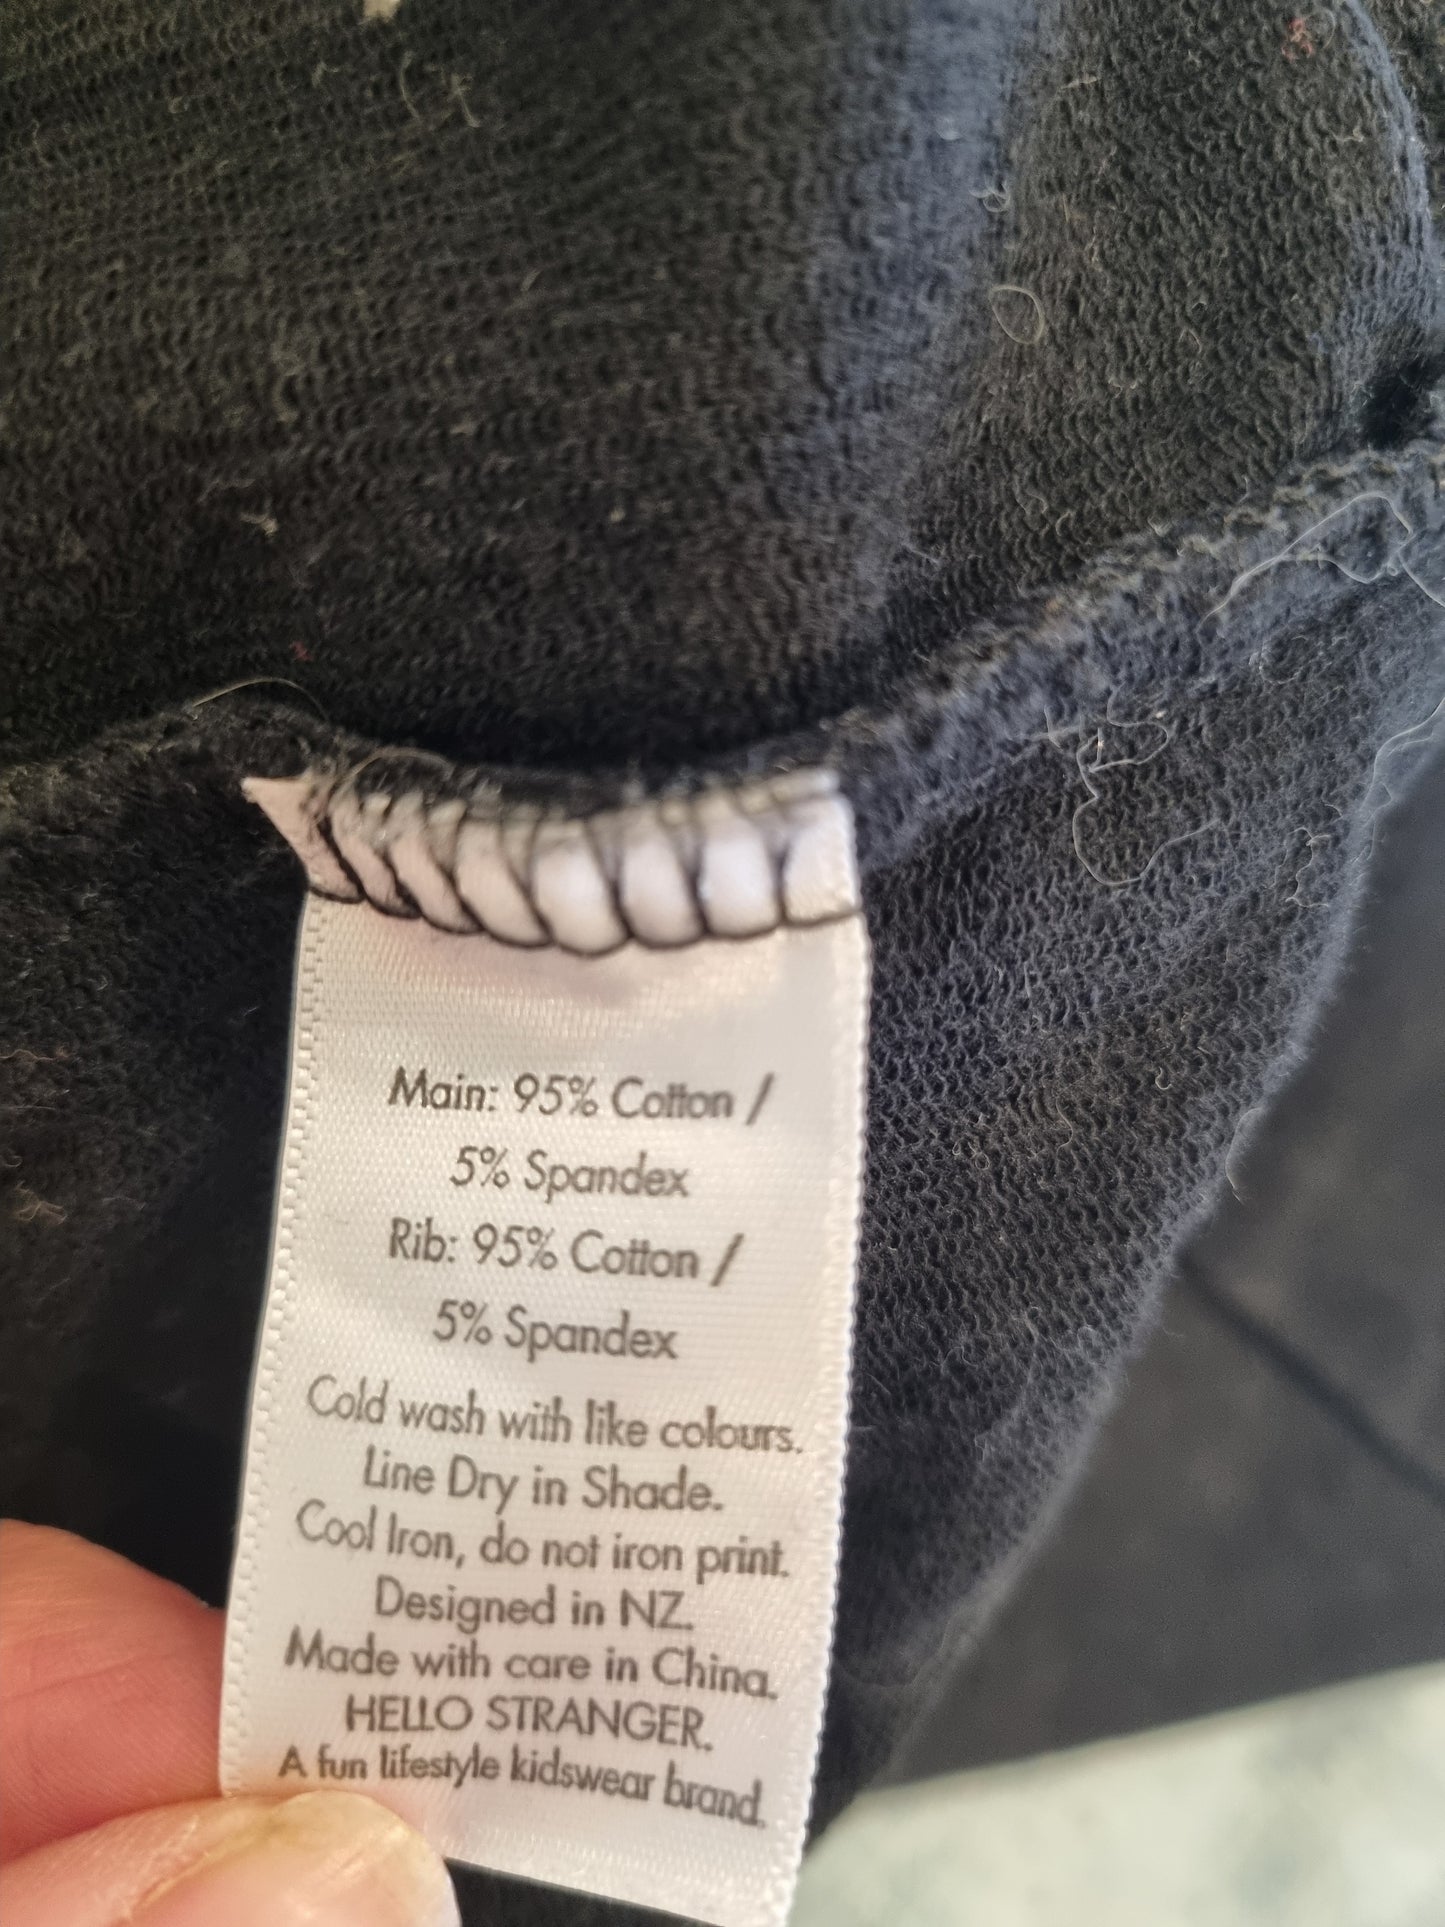 Main: 95% Cotton /
5% Spandex
Rib: 95% Cotton /
5% Spandex
Cold wash with like colours.
Line Dry in Shade.
Cool Iron, do not iron print.
Designed in NZ.
Made with care in China.
HELLO STRANGER.
A fun lifestyle kidswear brand.